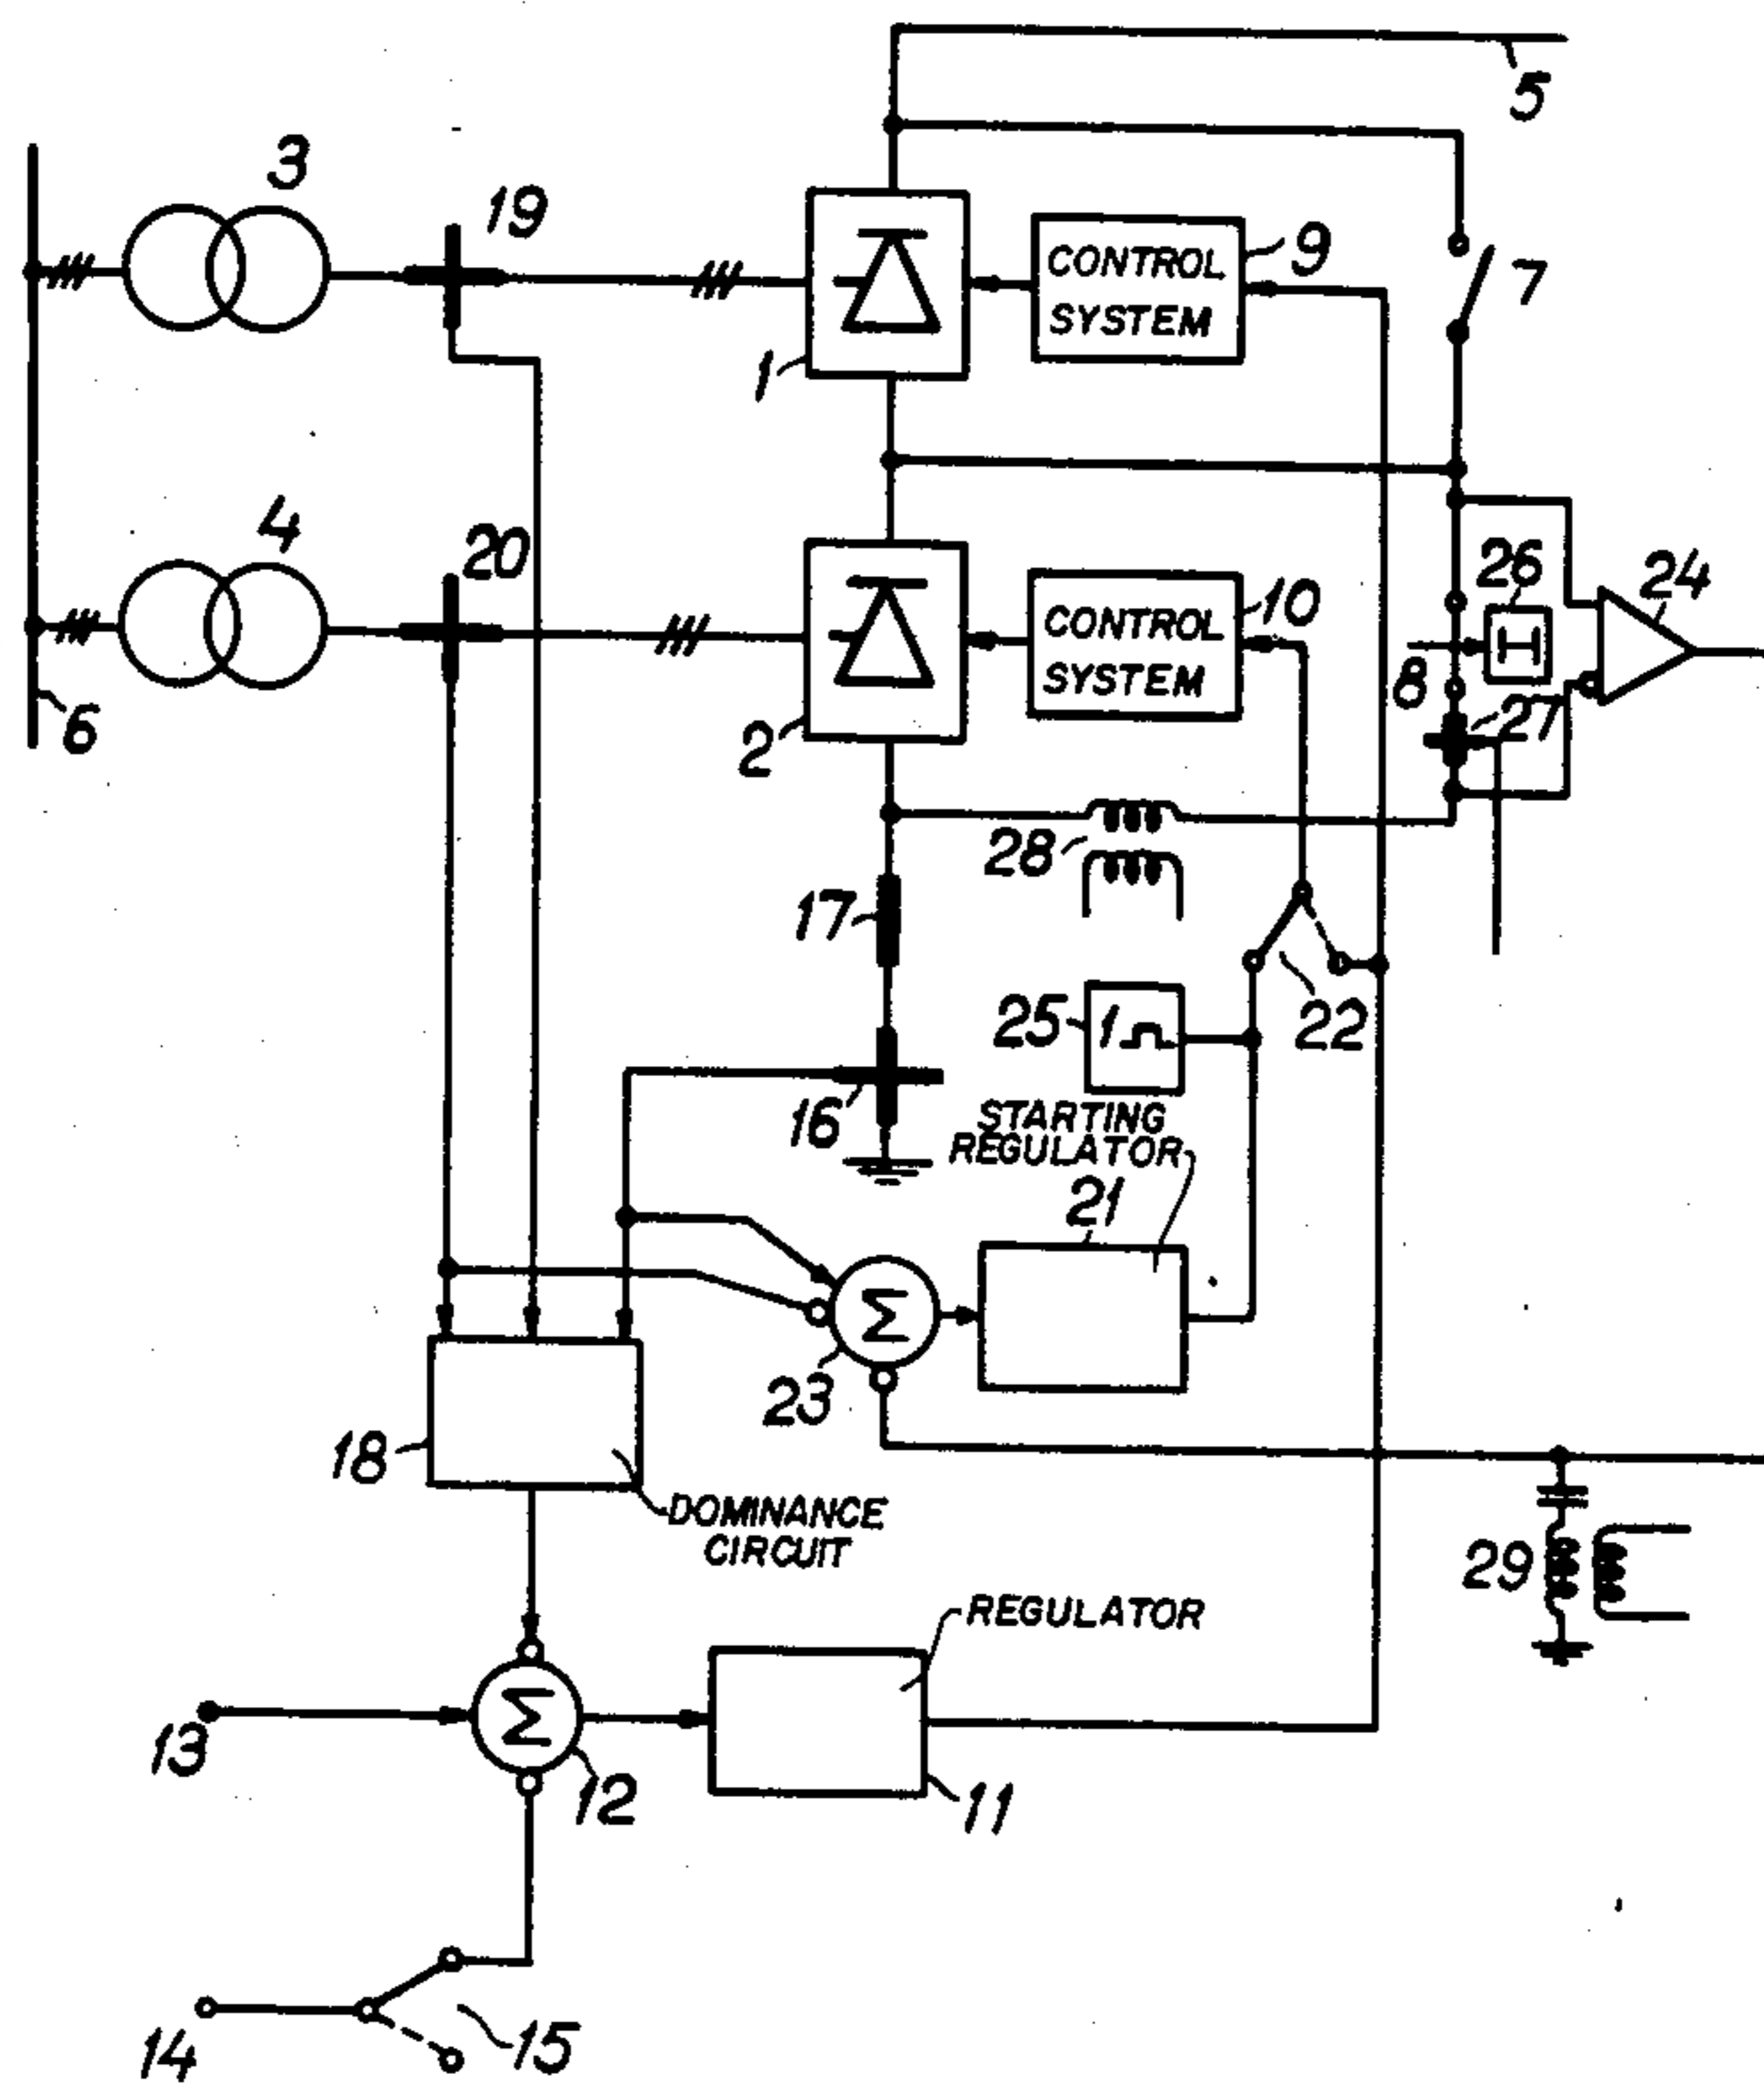 5
3
19
CONTROL
SYSTEM
9
7
1
4
20
CONTROL
SYSTEM
10
26
24
8
27
6
2
28
17
25
1
22
16
STARTING
REGULATOR
21
Σ
23
18
DOMINANCE
CIRCUIT
29
REGULATOR
Σ
13
12
11
14
15